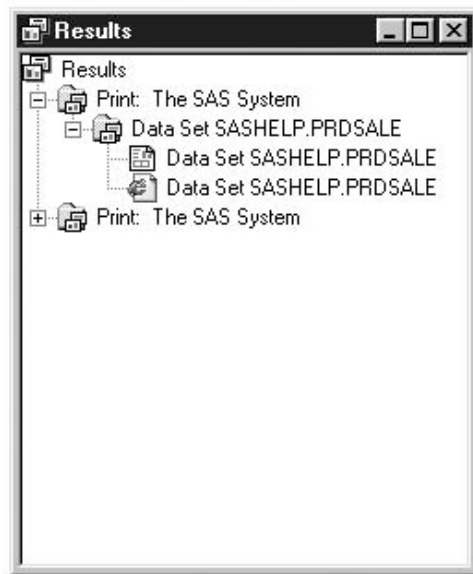 Results
Results
Print: The SAS System
Data Set SASHELP.PRDSALE
Data Set SASHELP.PRDSALE
Data Set SASHELP.PRDSALE
Print: The SAS System